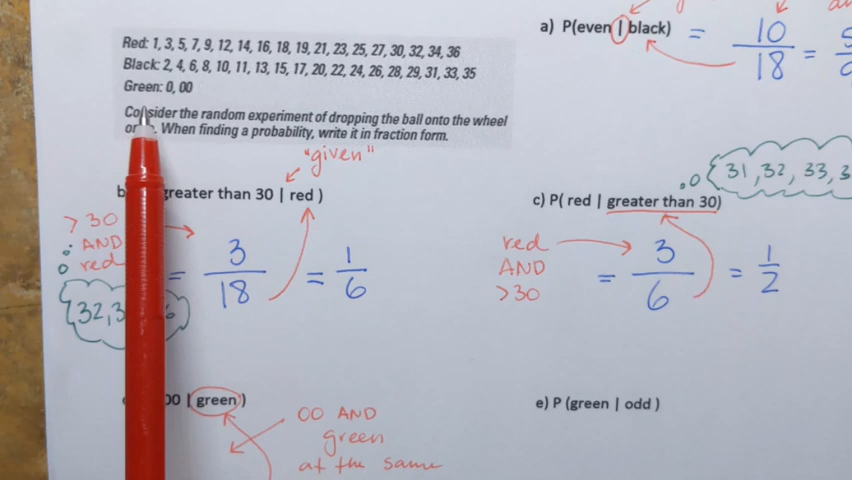 Red: 1, 3, 5, 7, 9, 12, 14, 16, 18, 19, 21, 23, 25, 27, 30, 32, 34, 36
Black: 2, 4, 6, 8, 10, 11, 13, 15, 17, 20, 22, 24, 26, 28, 29, 31, 33, 35
Green: 0, 00
Consider the random experiment of dropping the ball onto the wheel
When finding a probability, write it in fraction form.
a) P(even | black) = 10/18 =
"given"
greater than 30 | red )
> 30
AND
red
= 3/18 = 1/6
c) P( red | greater than 30)
31, 32, 33,
red
AND
>30
= 3/6 = 1/2
00 | green )
00 AND
green
at the same
e) P (green | odd )